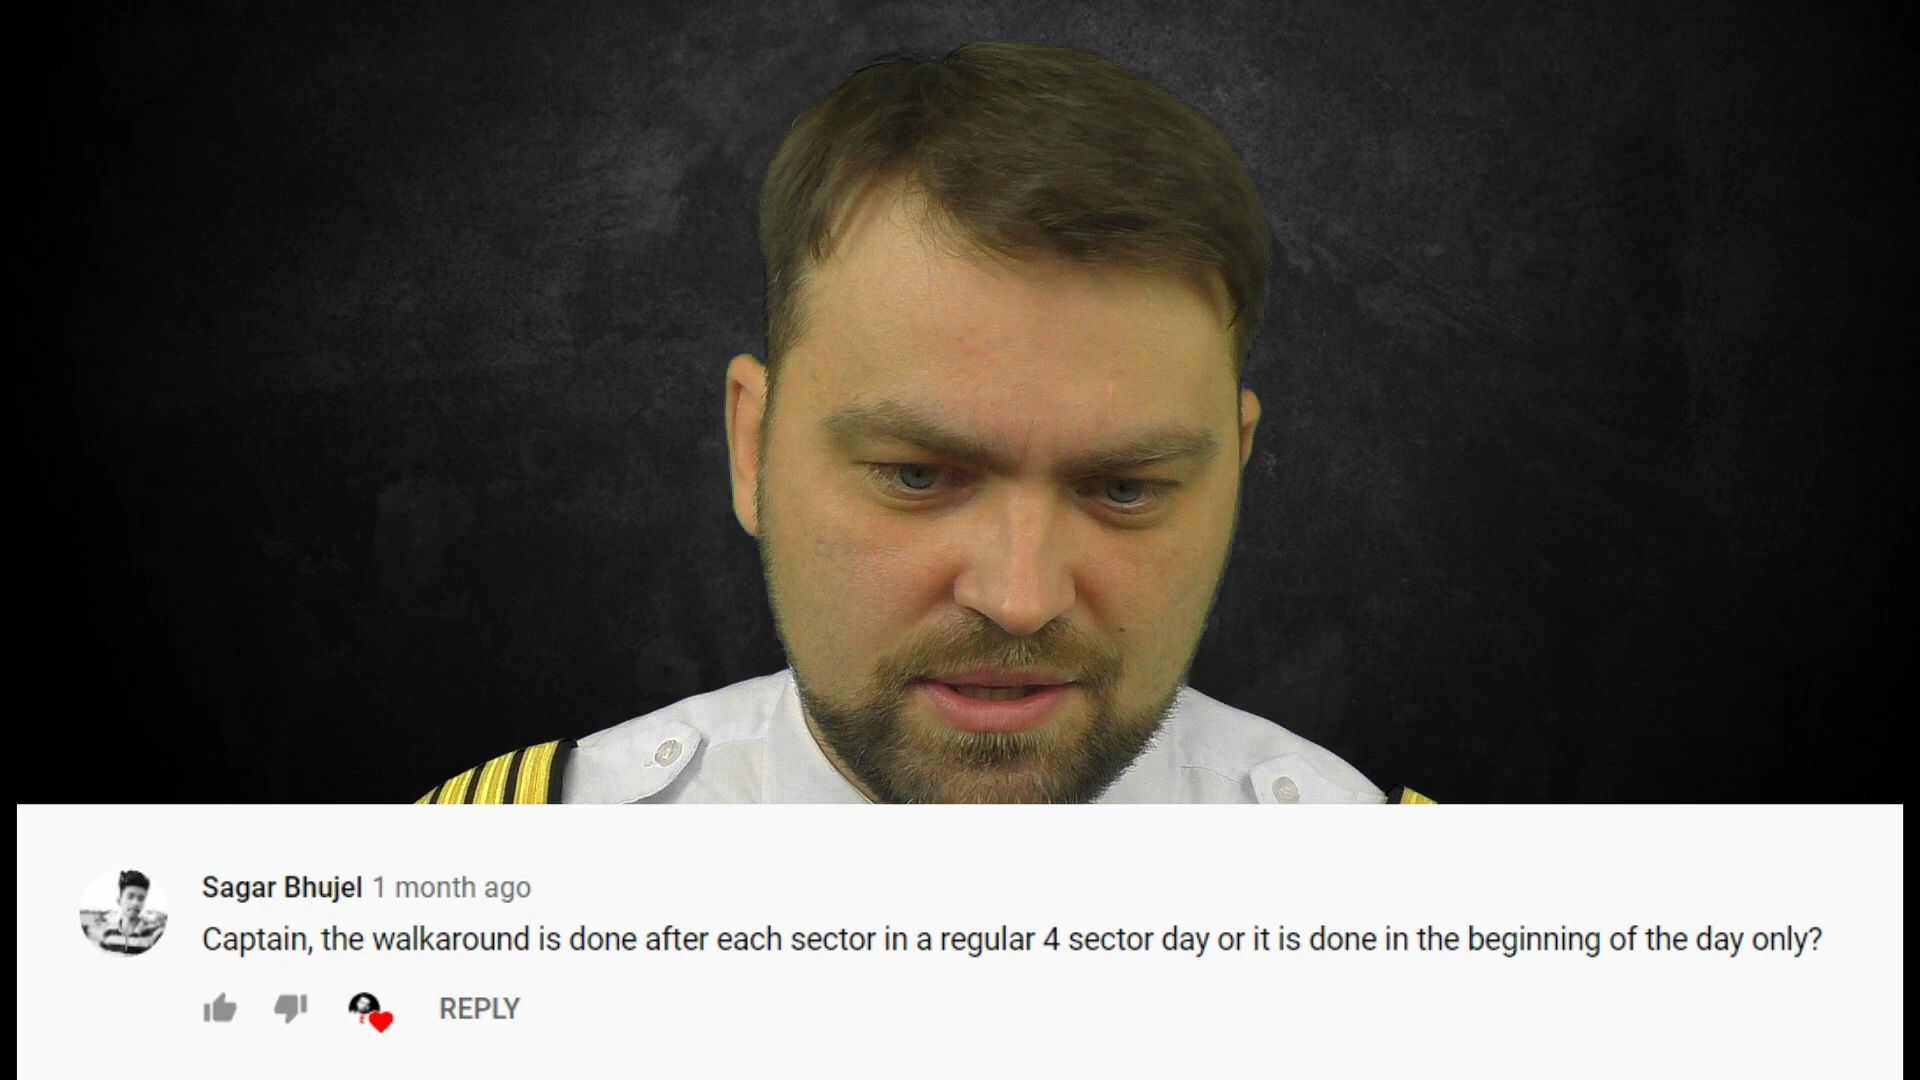 Sagar Bhujel 1 month ago
Captain, the walkaround is done after each sector in a regular 4 sector day or it is done in the beginning of the day only?
REPLY